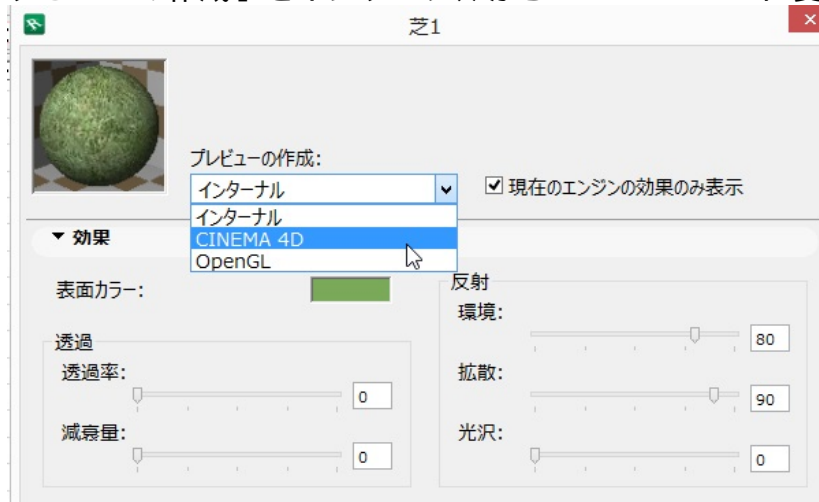 芝1
プレビューの作成:
インターナル
現在のエンジンの効果のみ表示
インターナル
CINEMA 4D
OpenGL
効果
表面カラー:
透過
透過率:
0
減衰量:
0
反射
環境:
80
拡散:
90
光沢:
0